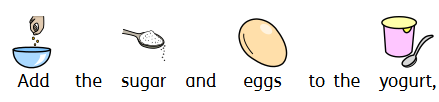 Add the sugar and eggs to the yogurt,